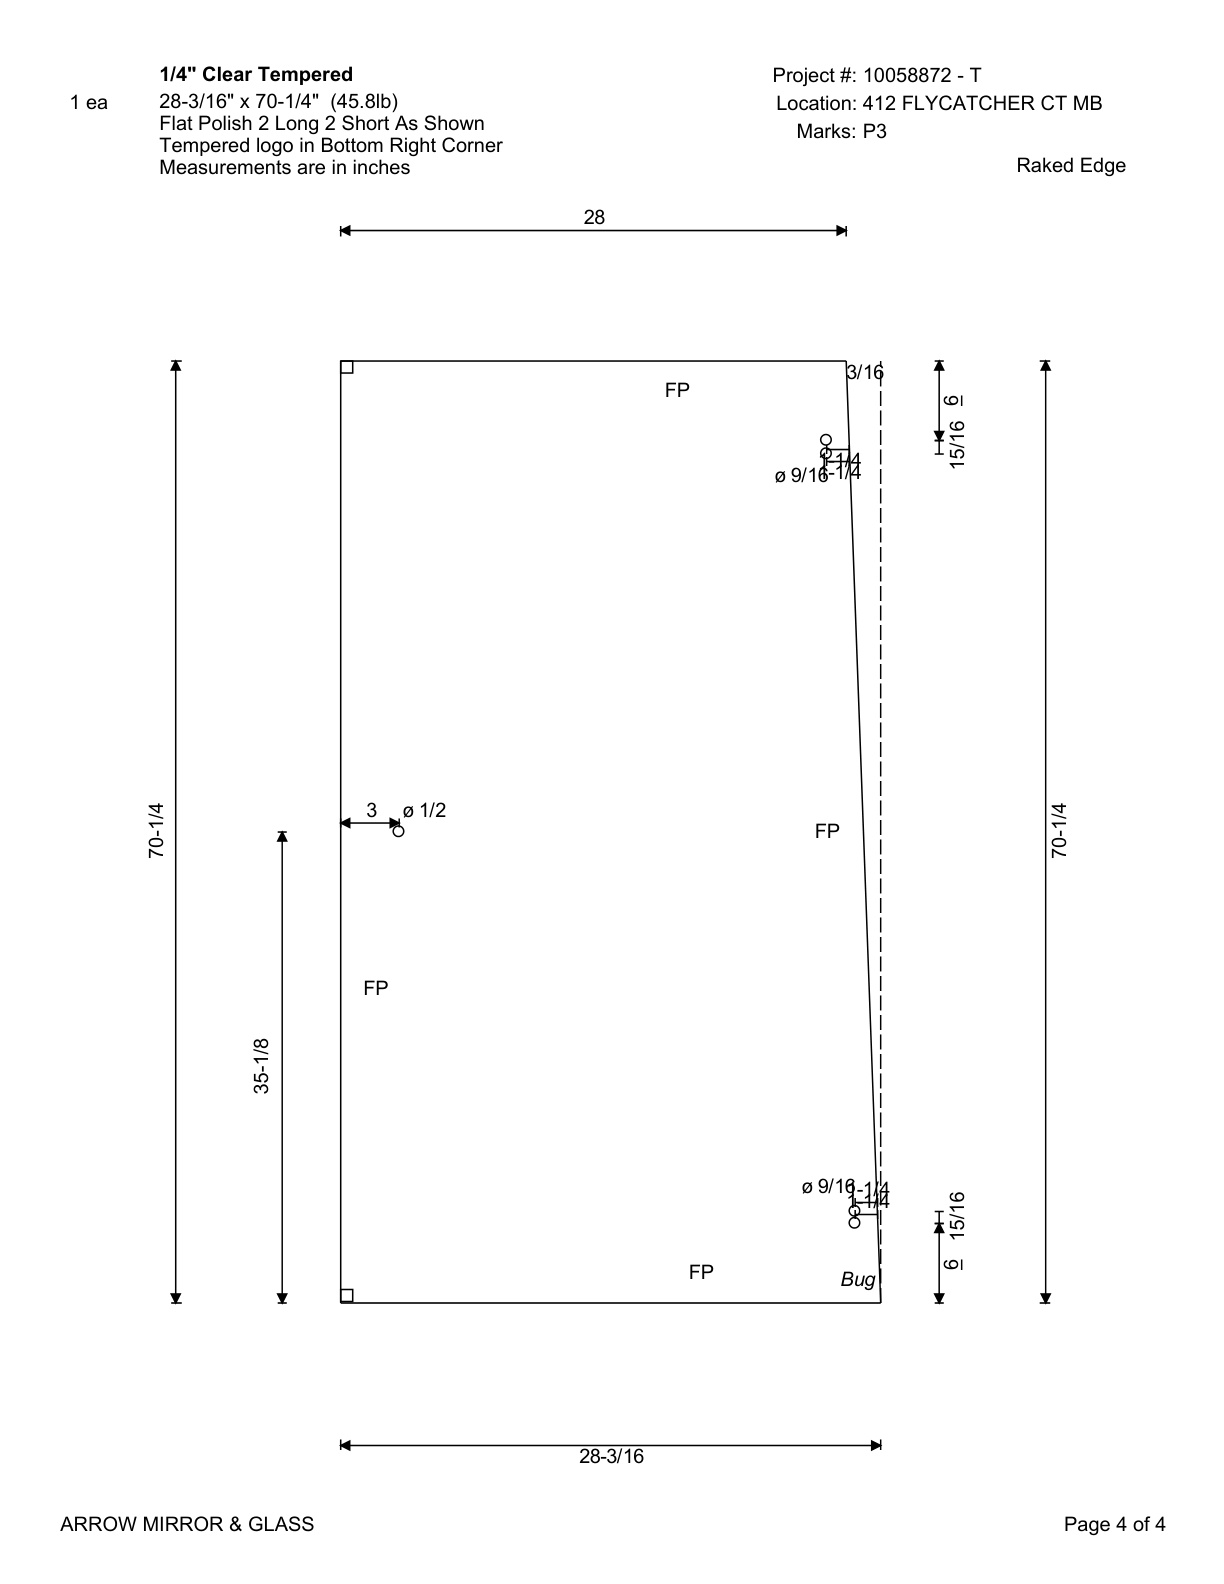 1/4" Clear Tempered
1 ea
28-3/16" x 70-1/4" (45.8lb)
Flat Polish 2 Long 2 Short As Shown
Tempered logo in Bottom Right Corner
Measurements are in inches
Project #: 10058872 - T
Location: 412 FLYCATCHER CT MB
Marks: P3
Raked Edge
28
3/16
FP
6
15/16
1-1/4
1-1/4
ø 9/16
3
ø 1/2
FP
70-1/4
70-1/4
FP
35-1/8
ø 9/16
1-1/4
1-1/4
15/16
6
FP
Bug
28-3/16
ARROW MIRROR & GLASS
Page 4 of 4